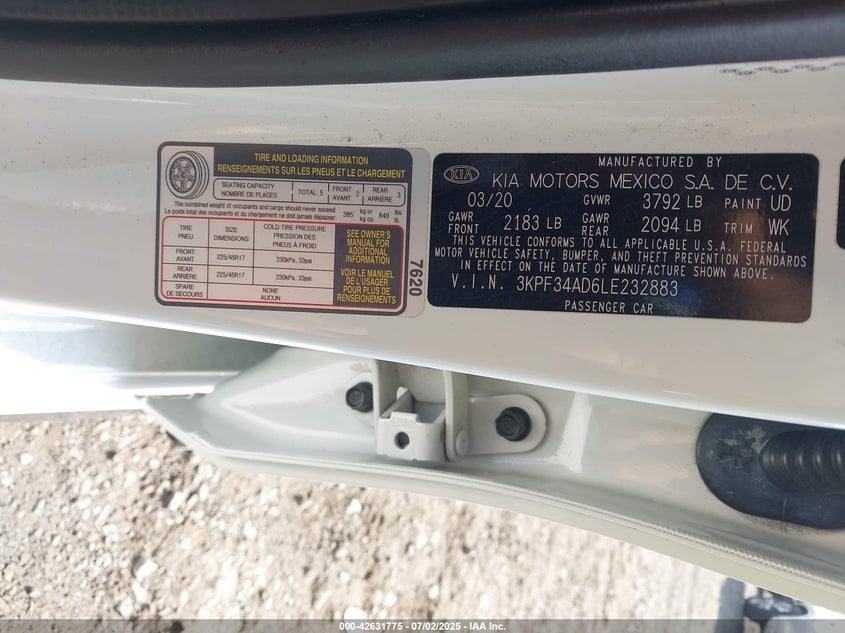 TIRE AND LOADING INFORMATION
RENSEIGNEMENTS SUR LES PNEUS ET LE CHARGEMENT
SEATING CAPACITY
NOMBRE DE PLACES
TOTAL 5
FRONT
AVANT 2
REAR
ARRIÈRE 3
The combined weight of occupants and cargo should never exceed
Le poids total des occupants et du chargement ne doit jamais dépasser
385 kg or
kg ou
849 lbs.
lb.
TIRE
PNEU
SIZE
DIMENSIONS
COLD TIRE PRESSURE
PRESSION DES
PNEUS À FROID
FRONT
AVANT
225/45R17
230kPa, 33psi
REAR
ARRIÈRE
225/45R17
230kPa, 33psi
SPARE
DE SECOURS
NONE
AUCUN
SEE OWNER'S
MANUAL FOR
ADDITIONAL
INFORMATION
VOIR LE MANUEL
DE L'USAGER
POUR PLUS DE
RENSEIGNEMENTS
7620
MANUFACTURED BY
KIA KIA MOTORS MEXICO S.A. DE C.V.
03/20 GVWR 3792 LB PAINT UD
GAWR
FRONT 2183 LB
GAWR
REAR 2094 LB
TRIM WK
THIS VEHICLE CONFORMS TO ALL APPLICABLE U.S.A. FEDERAL
MOTOR VEHICLE SAFETY, BUMPER, AND THEFT PREVENTION STANDARDS
IN EFFECT ON THE DATE OF MANUFACTURE SHOWN ABOVE.
V.I.N. 3KPF34AD6LE232883
PASSENGER CAR
000-42631775 - 07/02/2025 - IAA Inc.